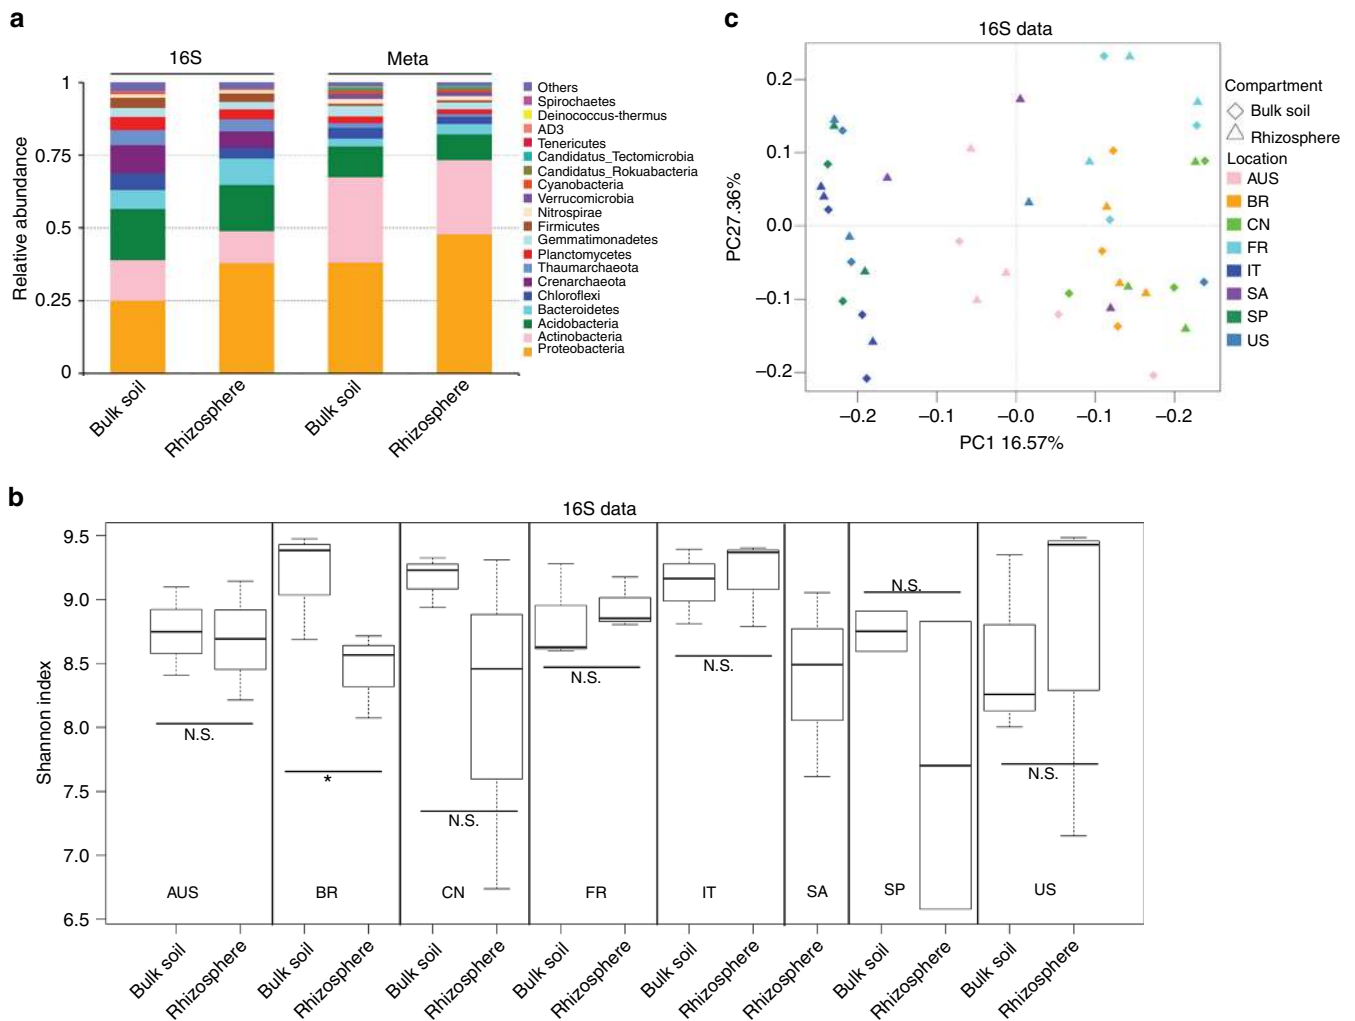 a
16S
Meta
Relative abundance
1
0.75
0.5
0.25
0
Bulk soil
Rhizosphere
Bulk soil
Rhizosphere
Others
Spirochaetes
Deinococcus-thermus
AD3
Tenericutes
Candidatus_Tectomicrobia
Candidatus_Rokuabacteria
Cyanobacteria
Verrucomicrobia
Nitrospirae
Firmicutes
Gemmatimonadetes
Planctomycetes
Thaumarchaeota
Crenarchaeota
Chloroflexi
Bacteroidetes
Acidobacteria
Actinobacteria
Proteobacteria
c
16S data
PC27.36%
0.2
0.1
0.0
–0.1
–0.2
–0.2
–0.1
–0.0
–0.1
–0.2
PC1 16.57%
Compartment
Bulk soil
Rhizosphere
Location
AUS
BR
CN
FR
IT
SA
SP
US
b
16S data
Shannon index
9.5
9.0
8.5
8.0
7.5
7.0
6.5
N.S.
*
N.S.
N.S.
N.S.
N.S.
N.S.
AUS
BR
CN
FR
IT
SA
SP
US
Bulk soil
Rhizosphere
Bulk soil
Rhizosphere
Bulk soil
Rhizosphere
Bulk soil
Rhizosphere
Bulk soil
Rhizosphere
Rhizosphere
Bulk soil
Rhizosphere
Bulk soil
Rhizosphere